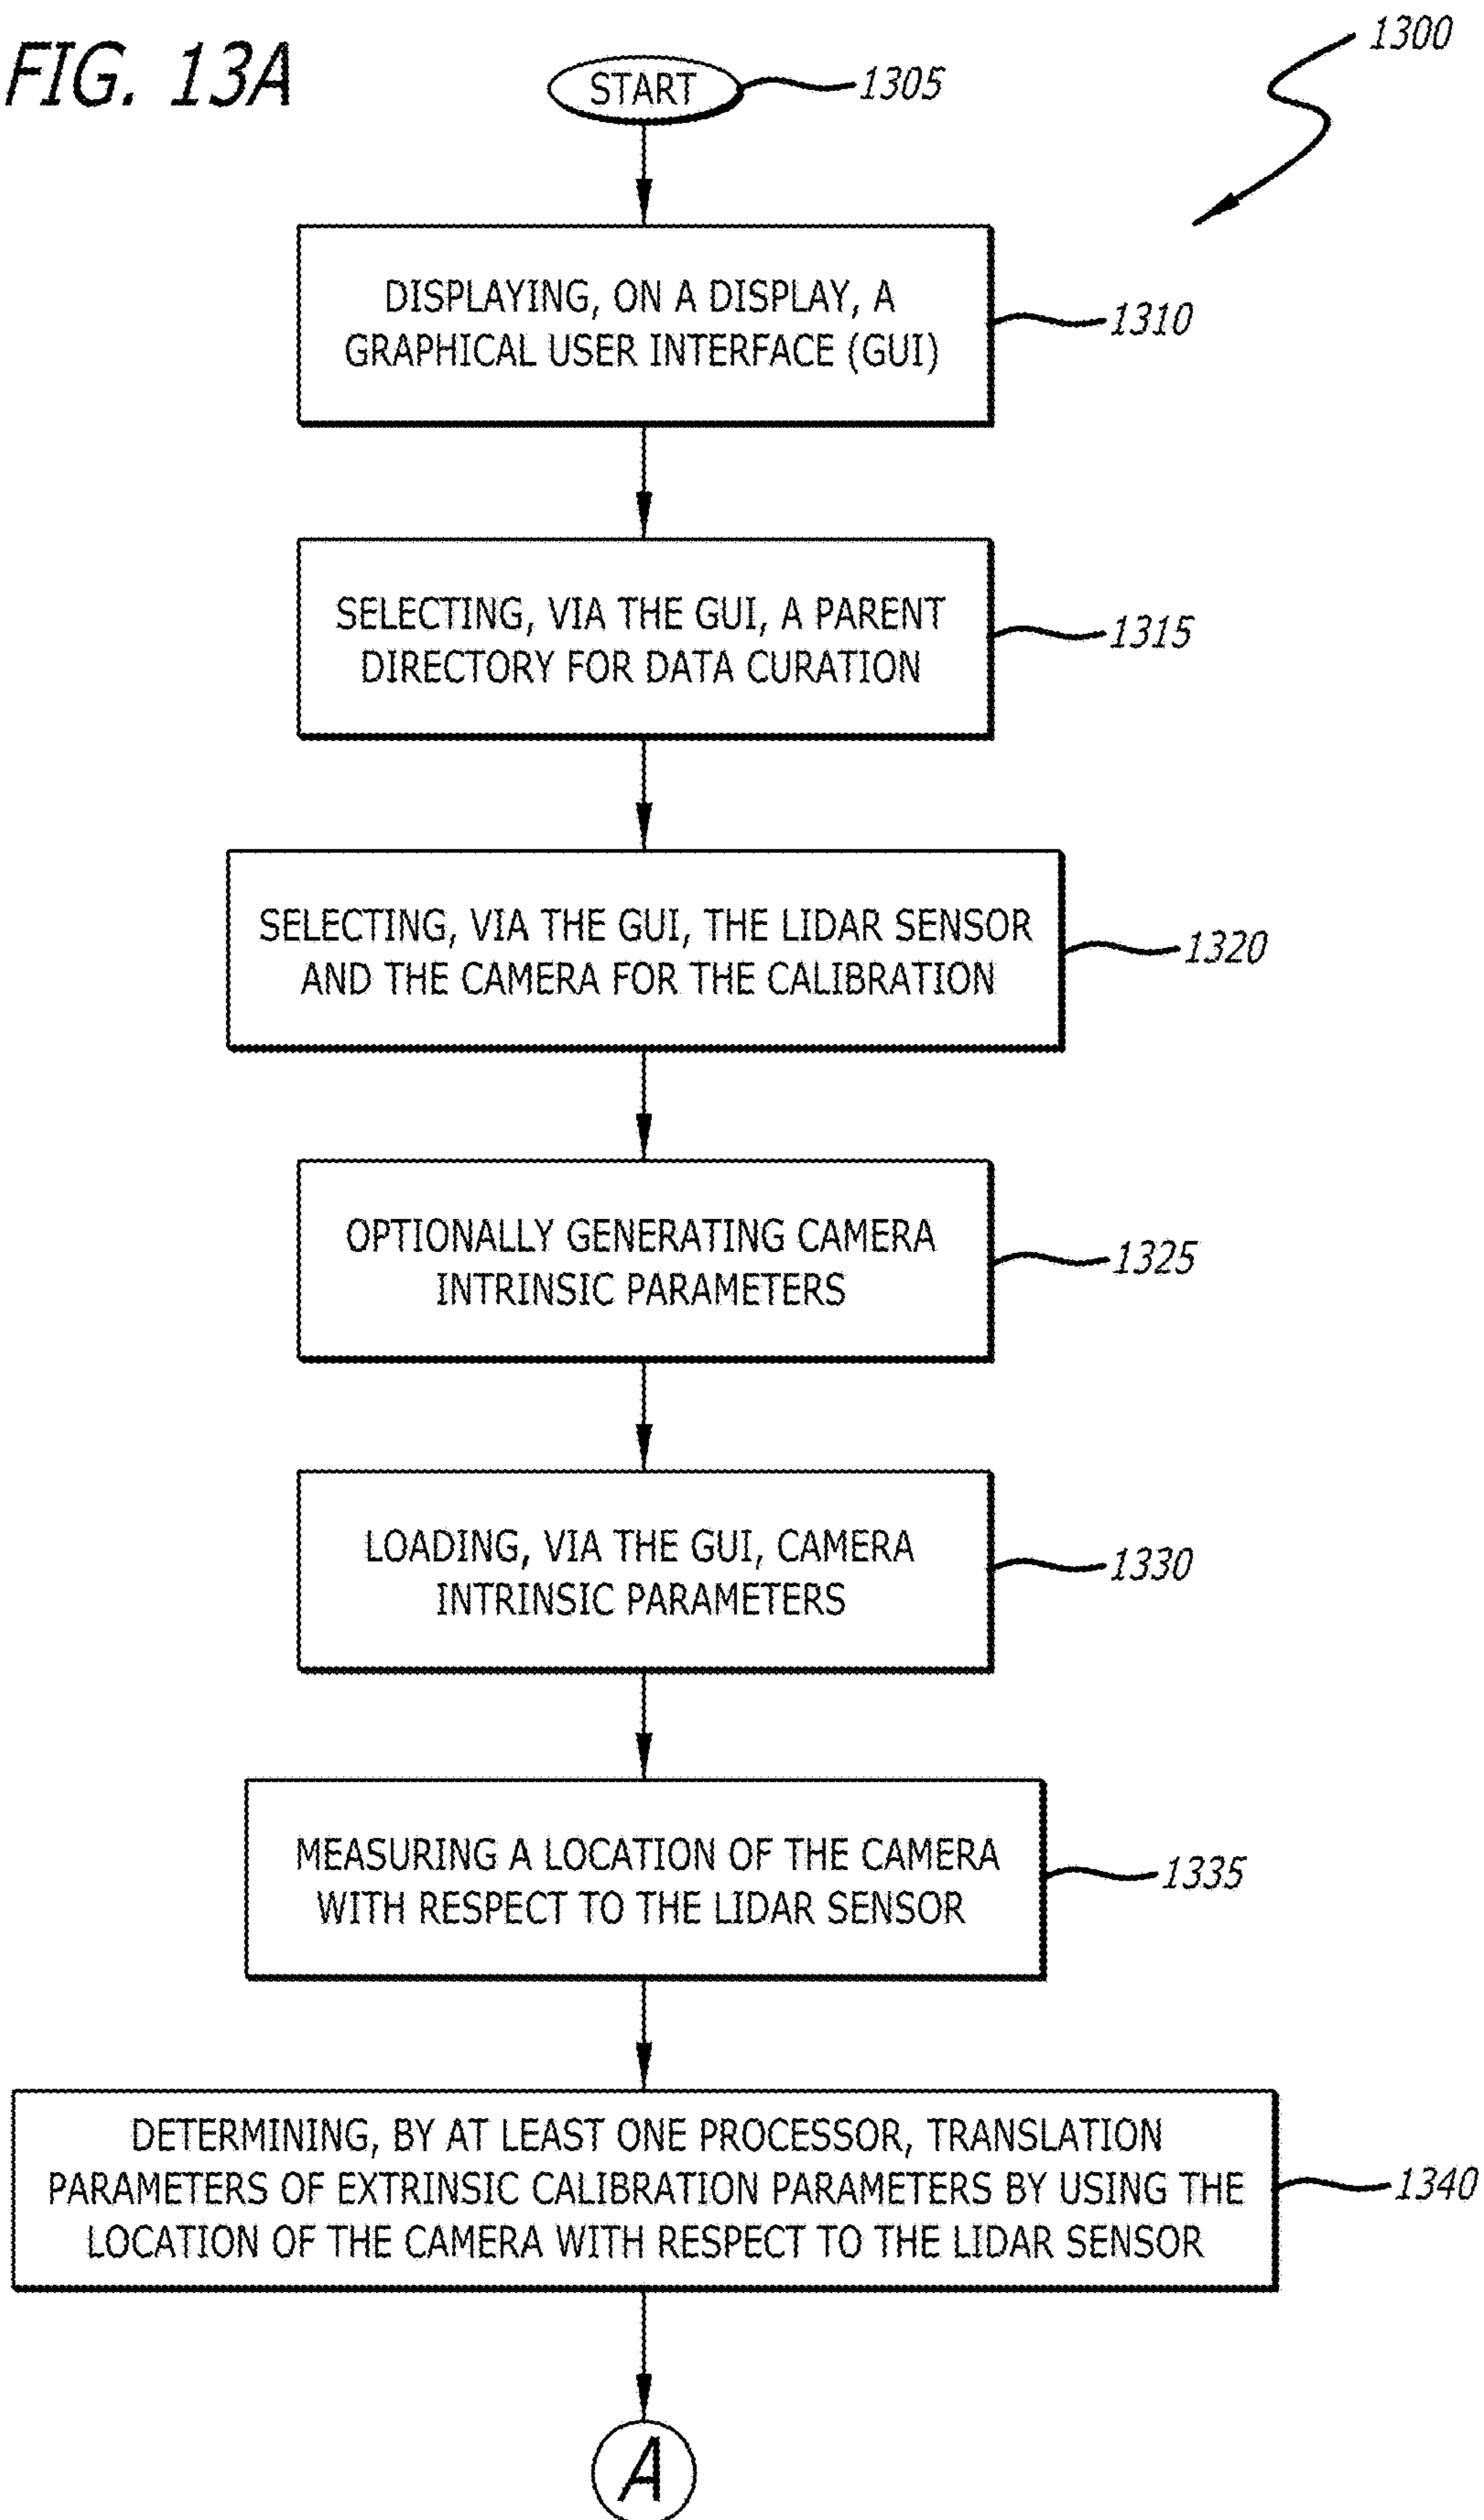 FIG. 13A
1300
START
1305
DISPLAYING, ON A DISPLAY, A
GRAPHICAL USER INTERFACE (GUI)
1310
SELECTING, VIA THE GUI, A PARENT
DIRECTORY FOR DATA CURATION
1315
SELECTING, VIA THE GUI, THE LIDAR SENSOR
AND THE CAMERA FOR THE CALIBRATION
1320
OPTIONALLY GENERATING CAMERA
INTRINSIC PARAMETERS
1325
LOADING, VIA THE GUI, CAMERA
INTRINSIC PARAMETERS
1330
MEASURING A LOCATION OF THE CAMERA
WITH RESPECT TO THE LIDAR SENSOR
1335
DETERMINING, BY AT LEAST ONE PROCESSOR, TRANSLATION
PARAMETERS OF EXTRINSIC CALIBRATION PARAMETERS BY USING THE
LOCATION OF THE CAMERA WITH RESPECT TO THE LIDAR SENSOR
1340
A